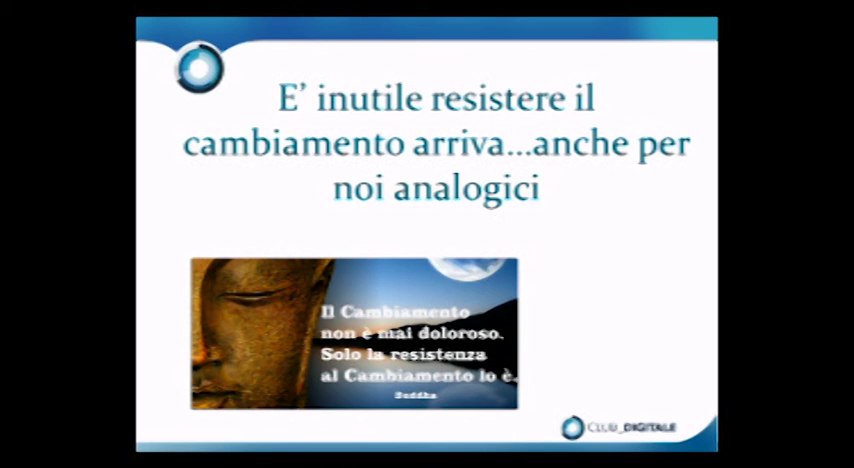 E' inutile resistere il
cambiamento arriva...anche per
noi analogici
Il Cambiamento
non è mai doloroso.
Solo la resistenza
al Cambiamento lo è.
Buddha
CLUB_DIGITALE